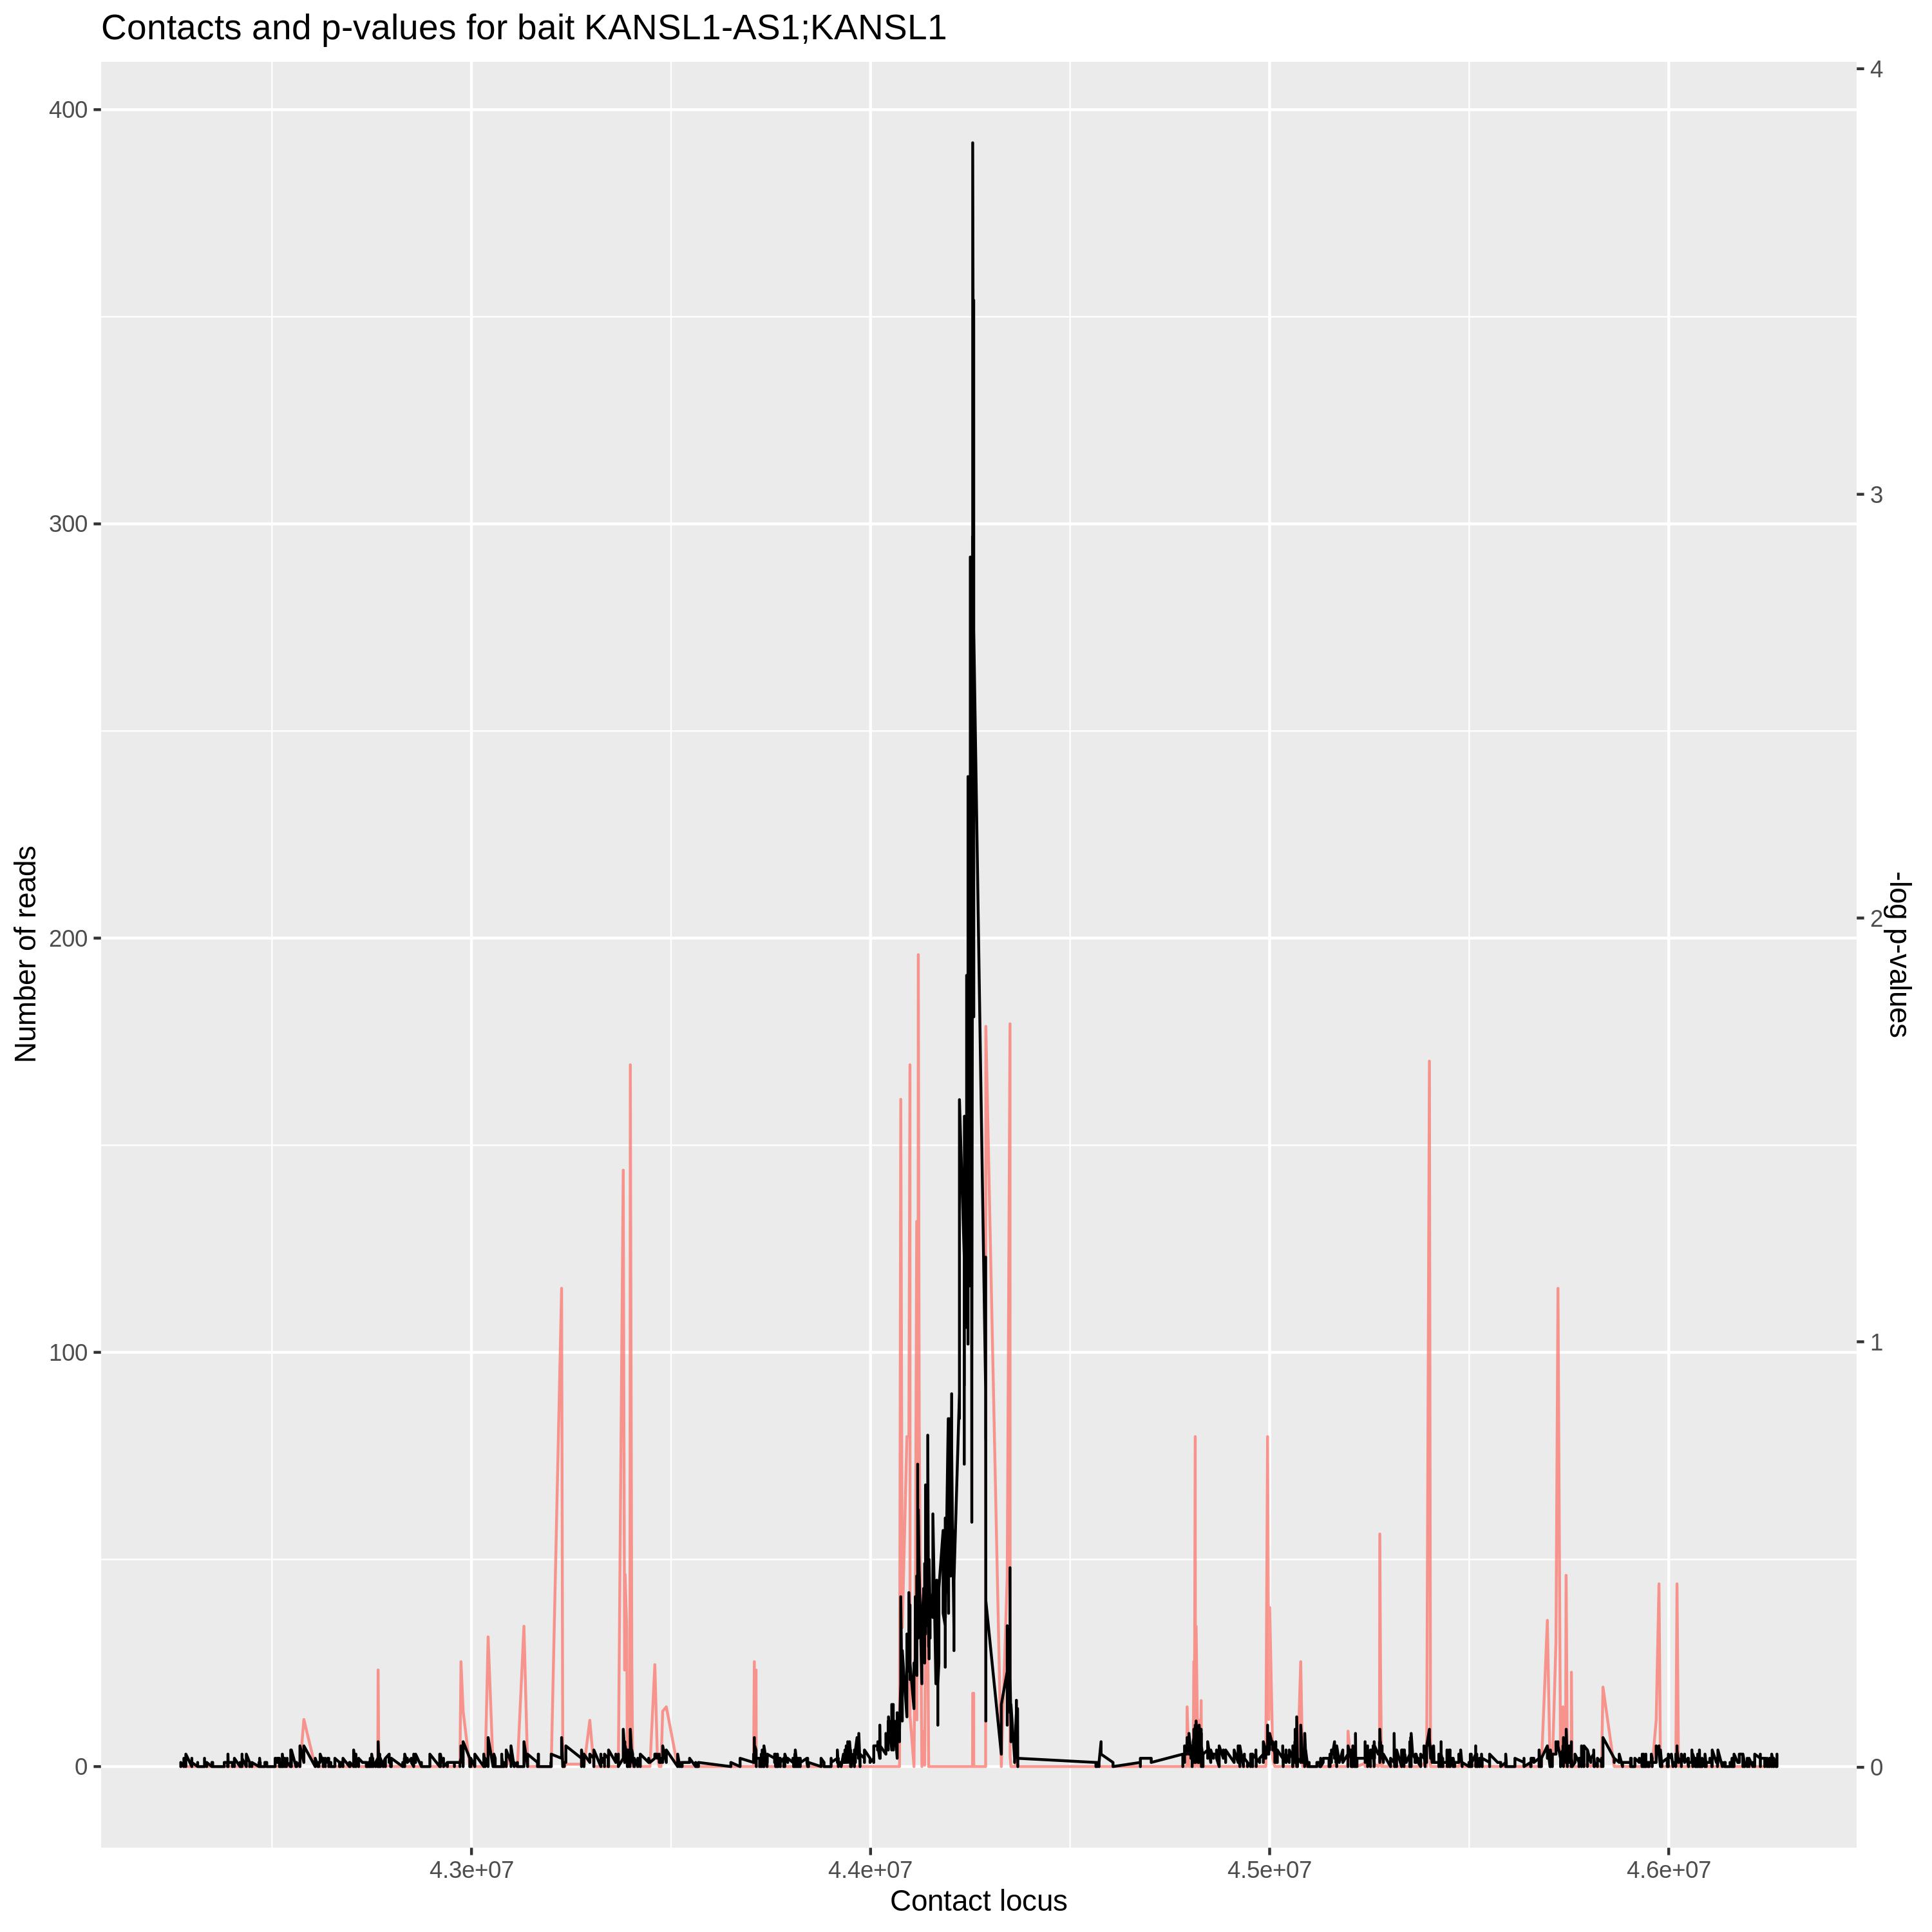 Contacts and p-values for bait KANSL1-AS1;KANSL1
400
300
200
100
0
Number of reads
4
3
2
1
0
-log p-values
4.3e+07
4.4e+07
4.5e+07
4.6e+07
Contact locus